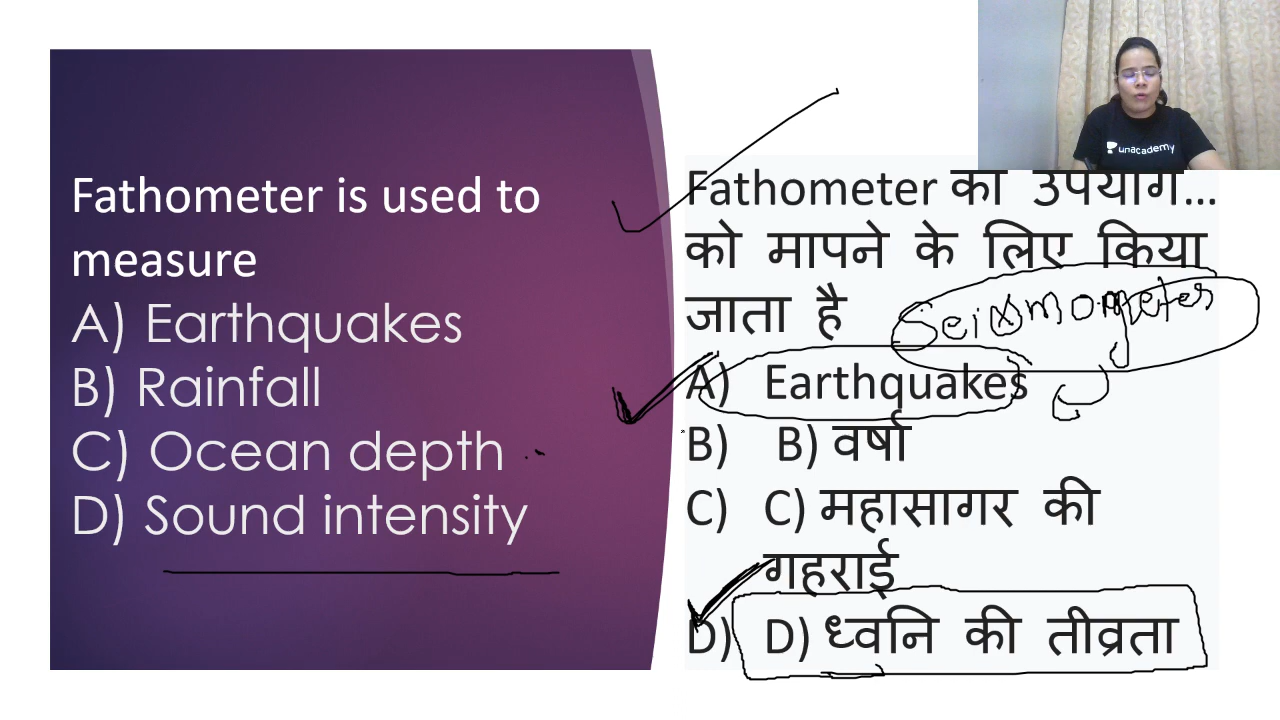 Fathometer is used to
measure
A) Earthquakes
B) Rainfall
C) Ocean depth
D) Sound intensity
unacademy
Fathometer का उपयोग...
को मापने के लिए किया
जाता है
Seismometer
A) Earthquakes
B) B) वर्षा
C) C) महासागर की
गहराई
D) D) ध्वनि की तीव्रता